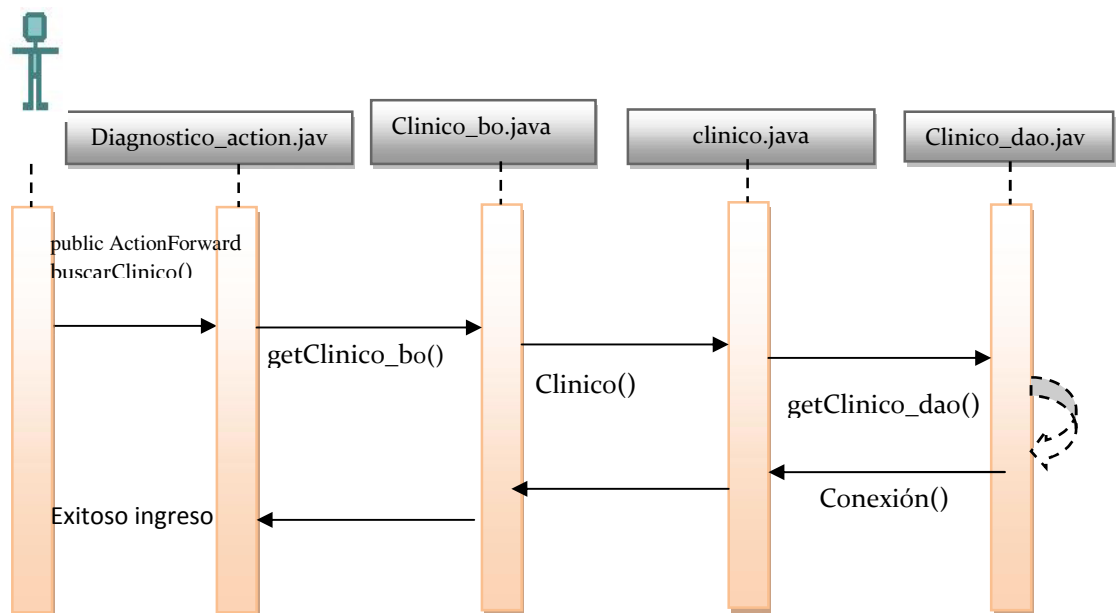 Diagnostico_action.jav
Clinico_bo.java
clinico.java
Clinico_dao.jav
public ActionForward
buscarClinico()
getClinico_bo()
Clinico()
getClinico_dao()
Conexión()
Exitoso ingreso